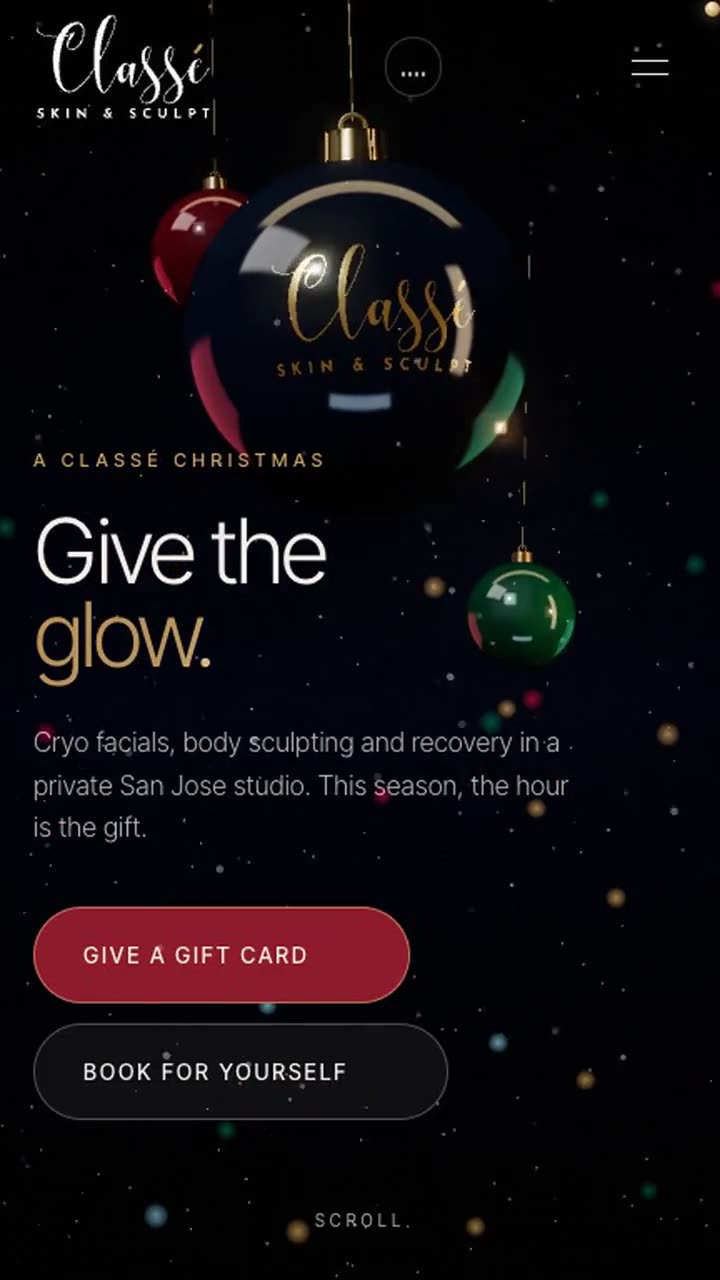 Classé
SKIN & SCULPT
Classé
SKIN & SCULPT
A CLASSÉ CHRISTMAS
Give the
glow.
Cryo facials, body sculpting and recovery in a
private San Jose studio. This season, the hour
is the gift.
GIVE A GIFT CARD
BOOK FOR YOURSELF
SCROLL